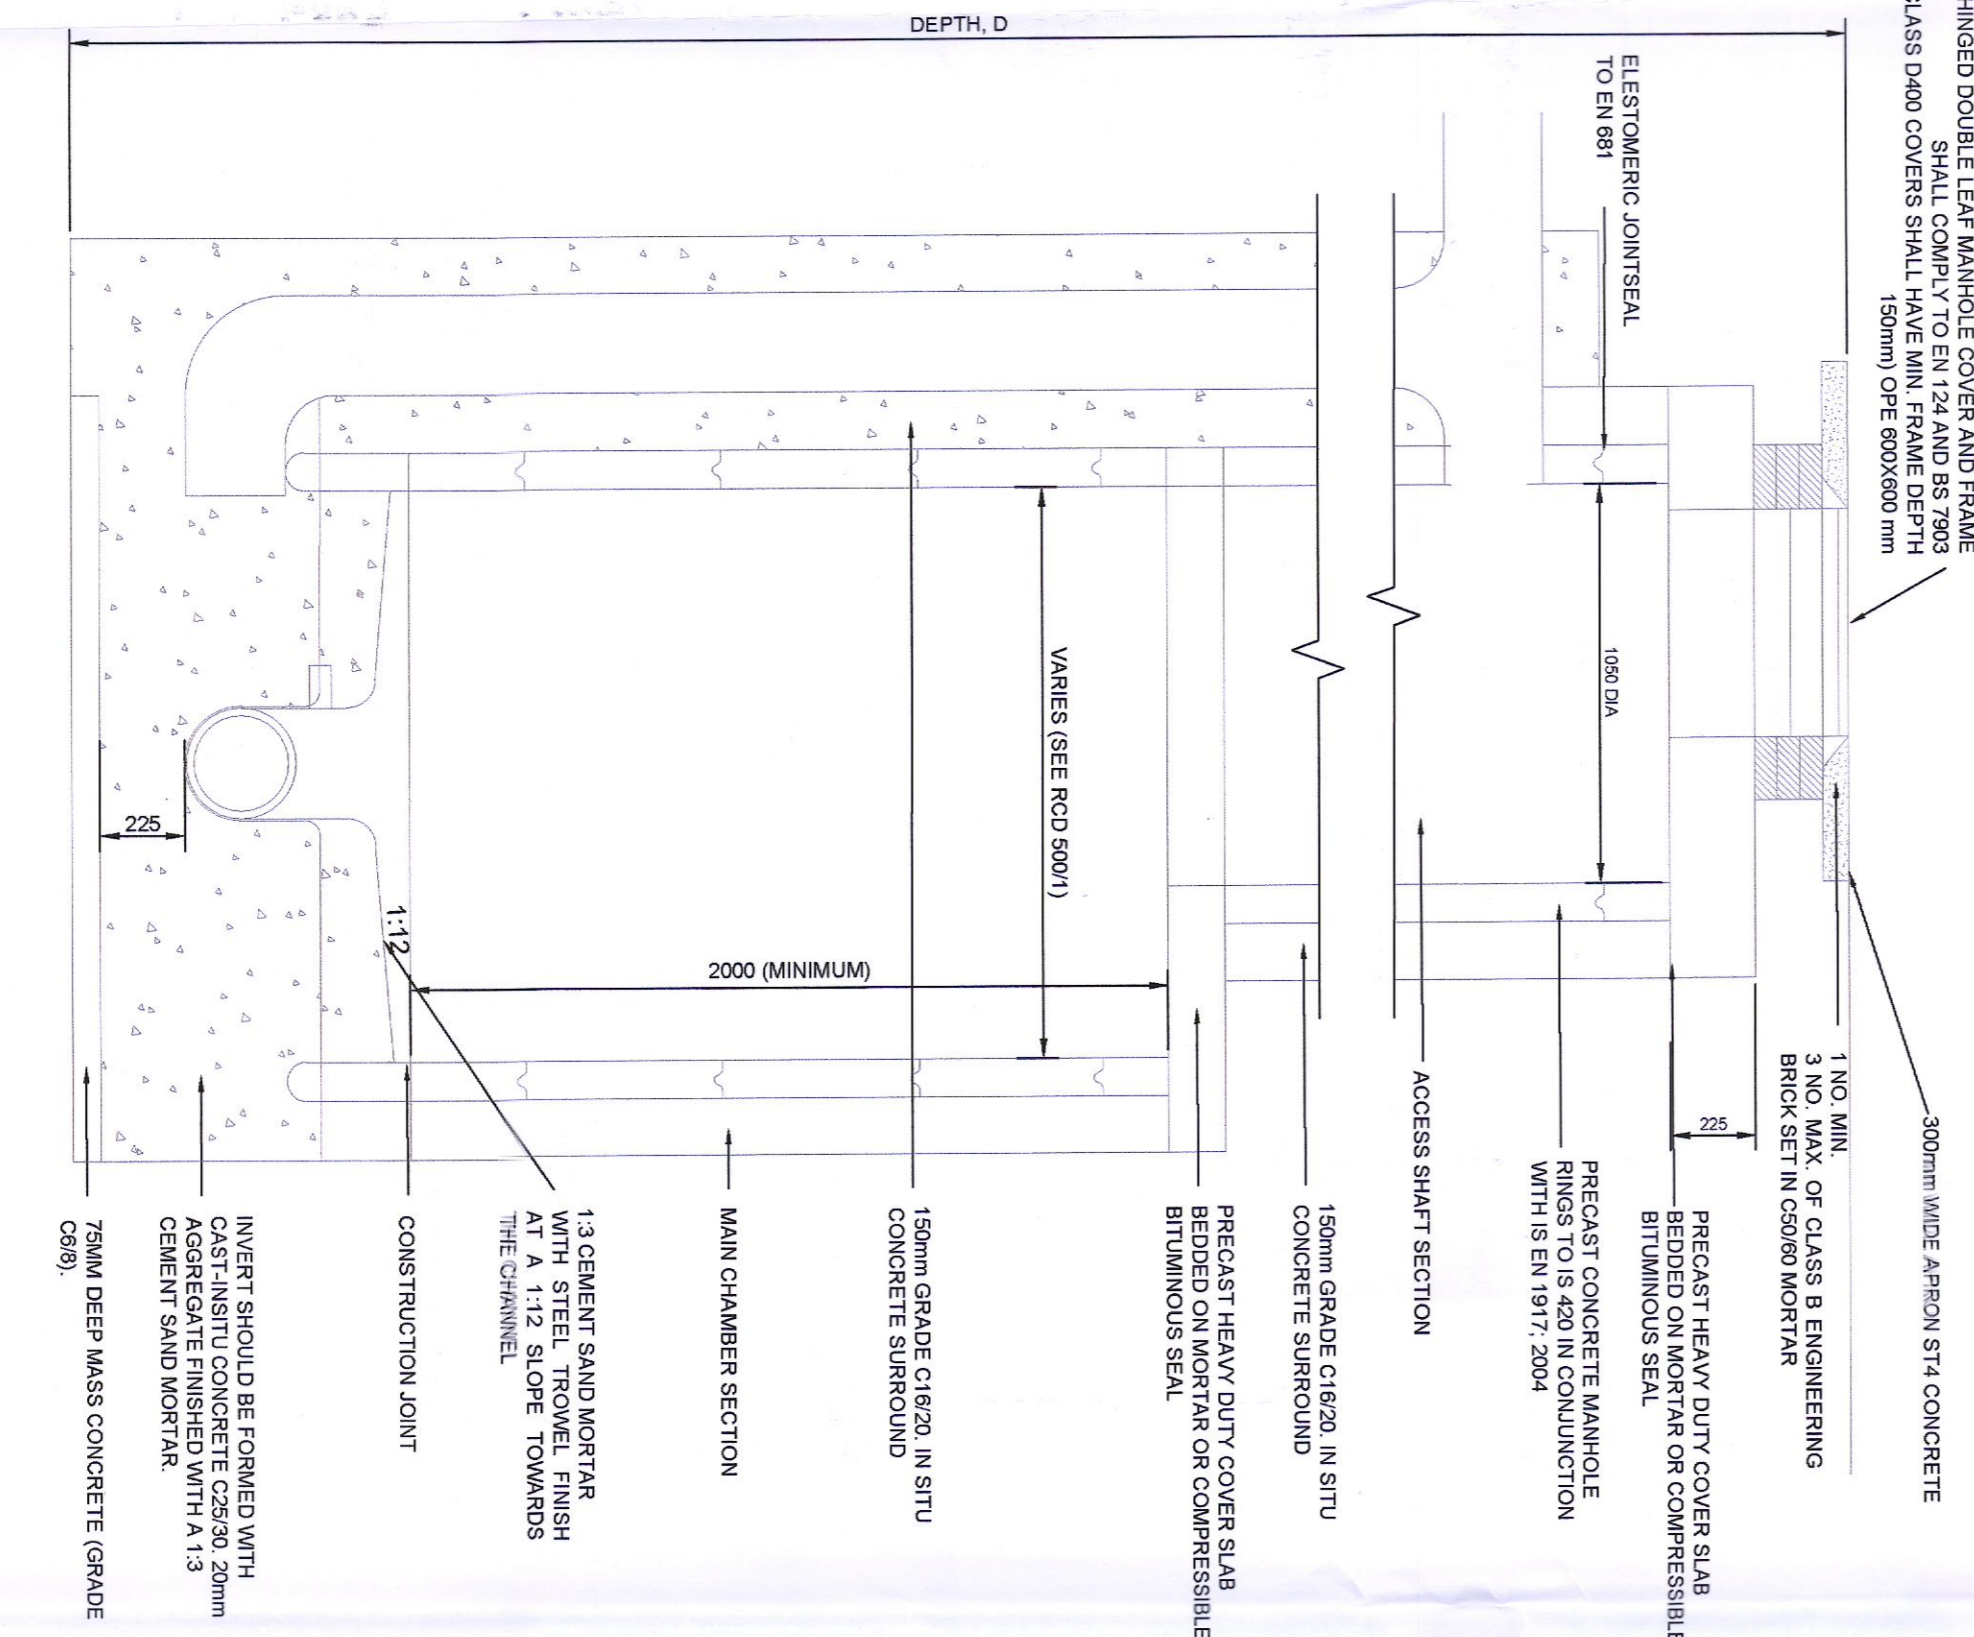 HINGED DOUBLE LEAF MANHOLE COVER AND FRAME
SHALL COMPLY TO EN 124 AND BS 7903
CLASS D400 COVERS SHALL HAVE MIN. FRAME DEPTH
150mm) OPE 600X600 mm
300mm WIDE APRON ST4 CONCRETE
1 NO. MIN.
3 NO. MAX. OF CLASS B ENGINEERING
BRICK SET IN C50/60 MORTAR
225
PRECAST HEAVY DUTY COVER SLAB
BEDDED ON MORTAR OR COMPRESSIBLE
BITUMINOUS SEAL
ELESTOMERIC JOINTSEAL
TO EN 681
1050 DIA
PRECAST CONCRETE MANHOLE
RINGS TO IS 420 IN CONJUNCTION
WITH IS EN 1917; 2004
ACCESS SHAFT SECTION
150mm GRADE C16/20. IN SITU
CONCRETE SURROUND
PRECAST HEAVY DUTY COVER SLAB
BEDDED ON MORTAR OR COMPRESSIBLE
BITUMINOUS SEAL
DEPTH, D
VARIES (SEE RCD 500/1)
2000 (MINIMUM)
150mm GRADE C16/20. IN SITU
CONCRETE SURROUND
MAIN CHAMBER SECTION
1:3 CEMENT SAND MORTAR
WITH STEEL TROWEL FINISH
AT A 1:12 SLOPE TOWARDS
THE CHANNEL
1:12
CONSTRUCTION JOINT
225
INVERT SHOULD BE FORMED WITH
CAST-INSITU CONCRETE C25/30. 20mm
AGGREGATE FINISHED WITH A 1:3
CEMENT SAND MORTAR.
75MM DEEP MASS CONCRETE (GRADE
C6/8).